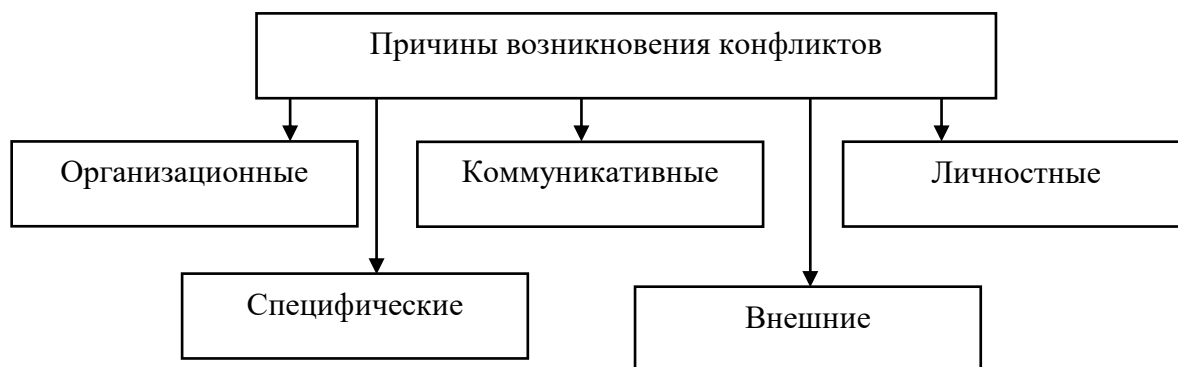 Причины возникновения конфликтов
Организационные
Коммуникативные
Личностные
Специфические
Внешние